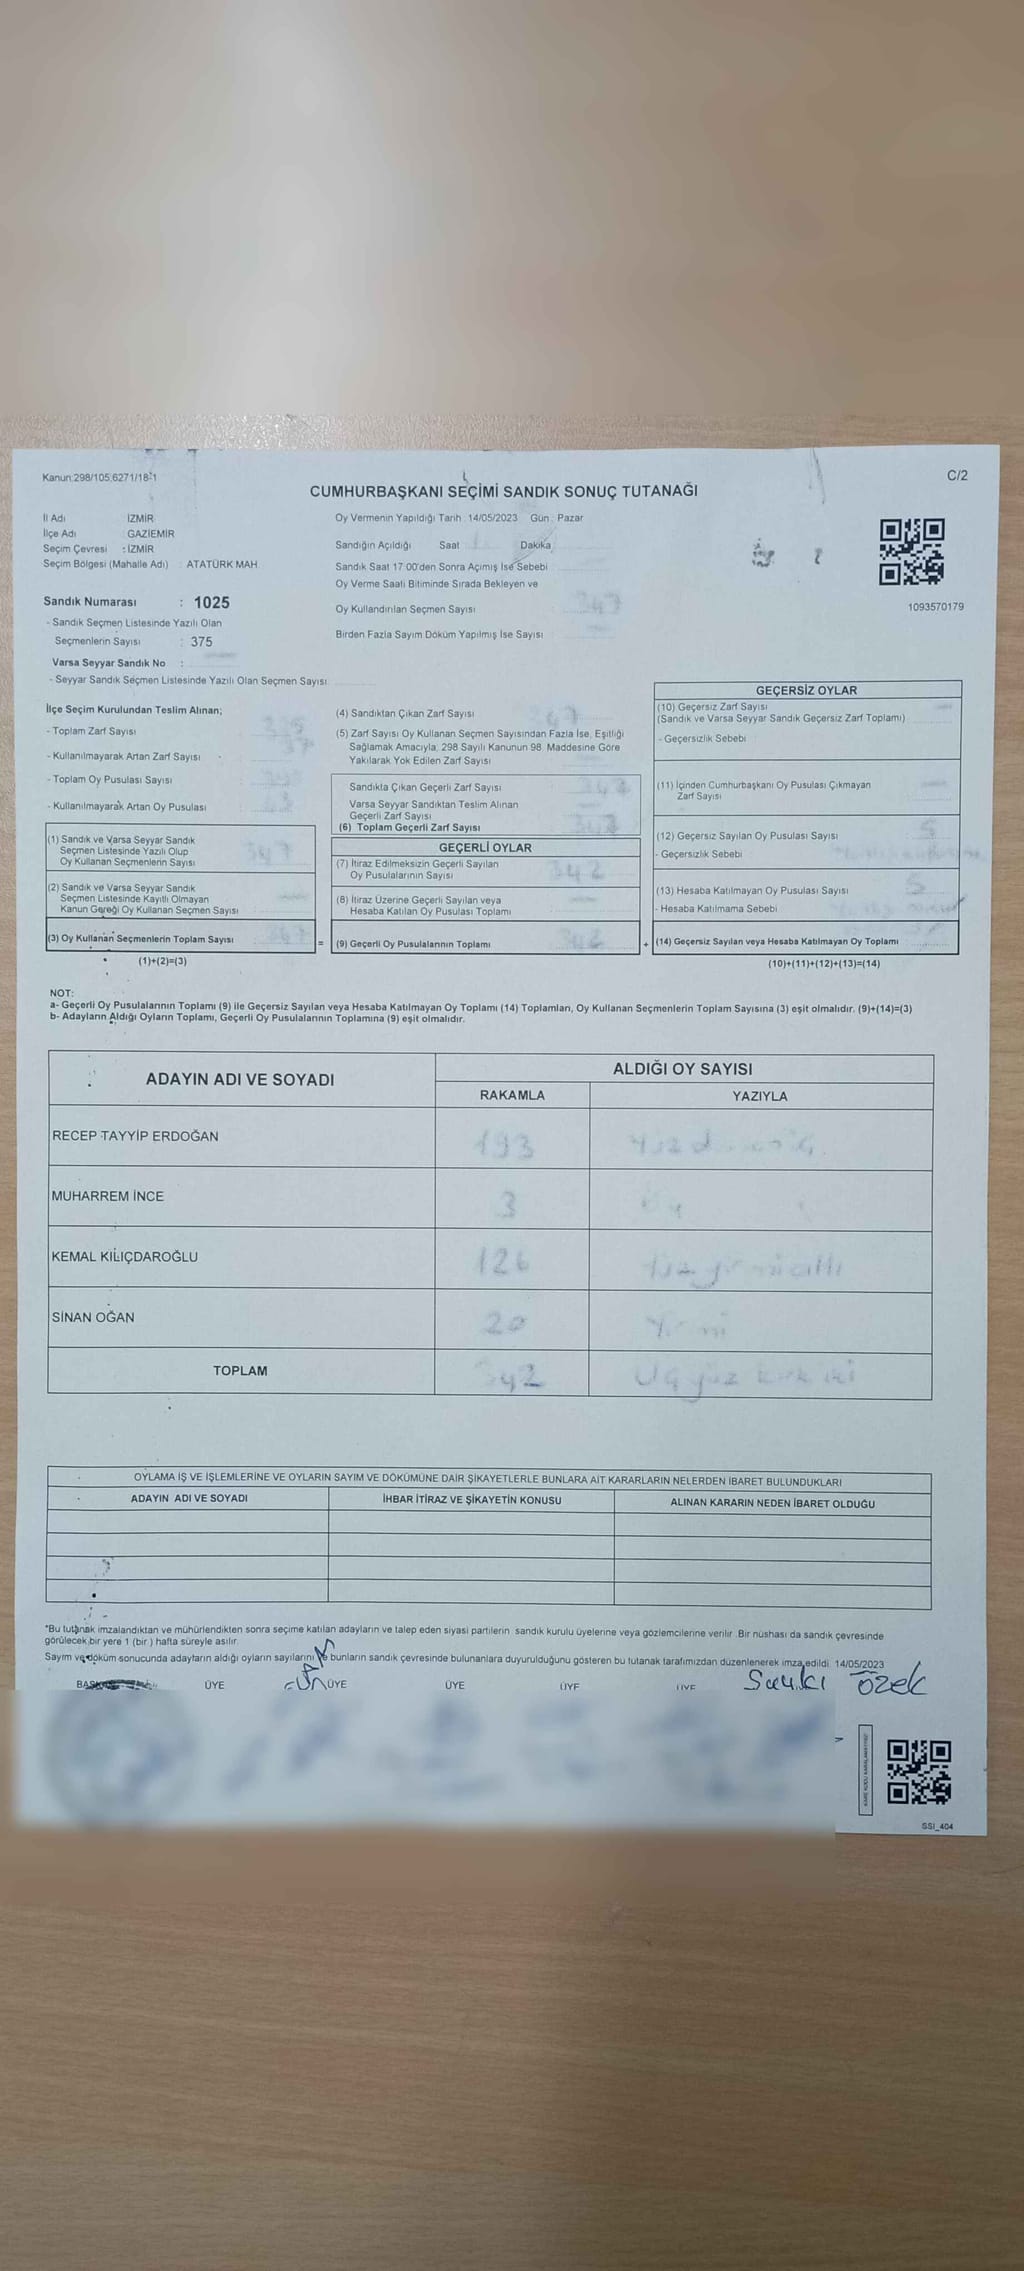 Kanun:298/105,6271/18-1
C/2
CUMHURBAŞKANI SEÇİMİ SANDIK SONUÇ TUTANAĞI
İl Adı : İZMİR
İlçe Adı : GAZİEMİR
Seçim Çevresi : İZMİR
Seçim Bölgesi (Mahalle Adı) : ATATÜRK MAH.
Sandık Numarası : 1025
- Sandık Seçmen Listesinde Yazılı Olan
Seçmenlerin Sayısı : 375
Varsa Seyyar Sandık No :
- Seyyar Sandık Seçmen Listesinde Yazılı Olan Seçmen Sayısı
Oy Vermenin Yapıldığı Tarih : 14/05/2023 Gün : Pazar
Sandığın Açıldığı Saat Dakika
Sandık Saat 17:00'den Sonra Açımış İse Sebebi
Oy Verme Saati Bitiminde Sırada Bekleyen ve
Oy Kullandırılan Seçmen Sayısı 347
Birden Fazla Sayım Döküm Yapılmış İse Sayısı
1093570179
İlçe Seçim Kurulundan Teslim Alınan;
- Toplam Zarf Sayısı
- Kullanılmayarak Artan Zarf Sayısı
- Toplam Oy Pusulası Sayısı
- Kullanılmayarak Artan Oy Pusulası
(1) Sandık ve Varsa Seyyar Sandık
Seçmen Listesinde Yazılı Olup
Oy Kullanan Seçmenlerin Sayısı 347
(2) Sandık ve Varsa Seyyar Sandık
Seçmen Listesinde Kayıtlı Olmayan
Kanun Gereği Oy Kullanan Seçmen Sayısı
(3) Oy Kullanan Seçmenlerin Toplam Sayısı 347
(1)+(2)=(3)
(4) Sandıktan Çıkan Zarf Sayısı 347
(5) Zarf Sayısı Oy Kullanan Seçmen Sayısından Fazla İse, Eşitliği
Sağlamak Amacıyla, 298 Sayılı Kanunun 98. Maddesine Göre
Yakılarak Yok Edilen Zarf Sayısı
Sandıkta Çıkan Geçerli Zarf Sayısı 347
Varsa Seyyar Sandıktan Teslim Alınan
Geçerli Zarf Sayısı
(6) Toplam Geçerli Zarf Sayısı 347
GEÇERLİ OYLAR
(7) İtiraz Edilmeksizin Geçerli Sayılan
Oy Pusulalarının Sayısı 342
(8) İtiraz Üzerine Geçerli Sayılan veya
Hesaba Katılan Oy Pusulası Toplamı
= (9) Geçerli Oy Pusulalarının Toplamı 342
GEÇERSİZ OYLAR
(10) Geçersiz Zarf Sayısı
(Sandık ve Varsa Seyyar Sandık Geçersiz Zarf Toplamı)
- Geçersizlik Sebebi
(11) İçinden Cumhurbaşkanı Oy Pusulası Çıkmayan
Zarf Sayısı
(12) Geçersiz Sayılan Oy Pusulası Sayısı 5
- Geçersizlik Sebebi
(13) Hesaba Katılmayan Oy Pusulası Sayısı 5
- Hesaba Katılmama Sebebi
+ (14) Geçersiz Sayılan veya Hesaba Katılmayan Oy Toplamı
(10)+(11)+(12)+(13)=(14)
NOT:
a- Geçerli Oy Pusulalarının Toplamı (9) ile Geçersiz Sayılan veya Hesaba Katılmayan Oy Toplamı (14) Toplamları, Oy Kullanan Seçmenlerin Toplam Sayısına (3) eşit olmalıdır. (9)+(14)=(3)
b- Adayların Aldığı Oyların Toplamı, Geçerli Oy Pusulalarının Toplamına (9) eşit olmalıdır.
ADAYIN ADI VE SOYADI
ALDIĞI OY SAYISI
RAKAMLA YAZIYLA
RECEP TAYYİP ERDOĞAN 193
MUHARREM İNCE 3
KEMAL KILIÇDAROĞLU 126 Yüz yirmi altı
SİNAN OĞAN 20 Yirmi
TOPLAM 342 Üçyüz kırk iki
OYLAMA İŞ VE İŞLEMLERİNE VE OYLARIN SAYIM VE DÖKÜMÜNE DAİR ŞİKAYETLERLE BUNLARA AİT KARARLARIN NELERDEN İBARET BULUNDUKLARI
ADAYIN ADI VE SOYADI İHBAR İTİRAZ VE ŞİKAYETİN KONUSU ALINAN KARARIN NEDEN İBARET OLDUĞU
*Bu tutanak imzalandıktan ve mühürlendikten sonra seçime katılan adayların ve talep eden siyasi partilerin sandık kurulu üyelerine veya gözlemcilerine verilir. Bir nüshası da sandık çevresinde
görülecek bir yere 1 (bir ) hafta süreyle asılır.
Sayım ve döküm sonucunda adayların aldığı oyların sayılarını ve bunların sandık çevresinde bulunanlara duyurulduğunu gösteren bu tutanak tarafımızdan düzenlenerek imza edildi. 14/05/2023
ÜYE ÜYE ÜYE ÜYE ÜYE özek
SSI_404